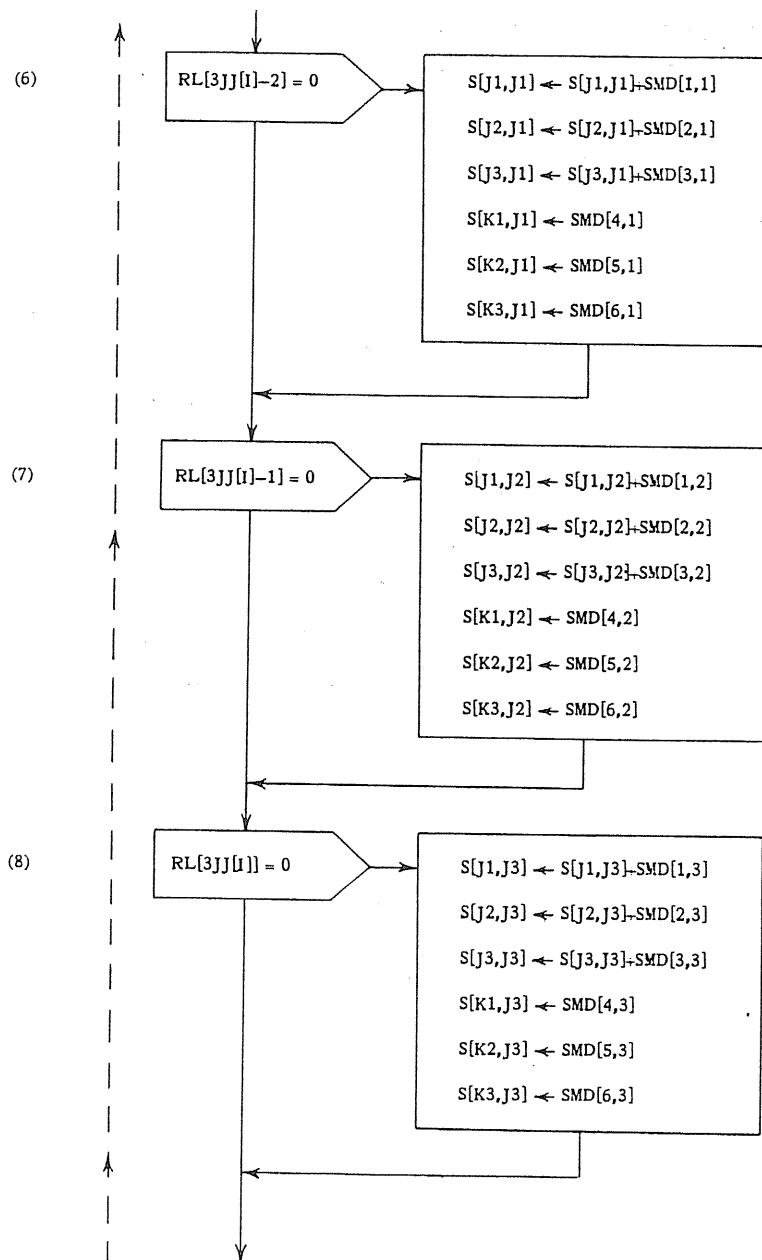 (6)
RL[3JJ[I]-2] = 0
S[J1,J1] ← S[J1,J1]+SMD[I,1]
S[J2,J1] ← S[J2,J1]+SMD[2,1]
S[J3,J1] ← S[J3,J1]+SMD[3,1]
S[K1,J1] ← SMD[4,1]
S[K2,J1] ← SMD[5,1]
S[K3,J1] ← SMD[6,1]
(7)
RL[3JJ[I]-1] = 0
S[J1,J2] ← S[J1,J2]+SMD[1,2]
S[J2,J2] ← S[J2,J2]+SMD[2,2]
S[J3,J2] ← S[J3,J2]+SMD[3,2]
S[K1,J2] ← SMD[4,2]
S[K2,J2] ← SMD[5,2]
S[K3,J2] ← SMD[6,2]
(8)
RL[3JJ[I]] = 0
S[J1,J3] ← S[J1,J3]+SMD[1,3]
S[J2,J3] ← S[J2,J3]+SMD[2,3]
S[J3,J3] ← S[J3,J3]+SMD[3,3]
S[K1,J3] ← SMD[4,3]
S[K2,J3] ← SMD[5,3]
S[K3,J3] ← SMD[6,3]